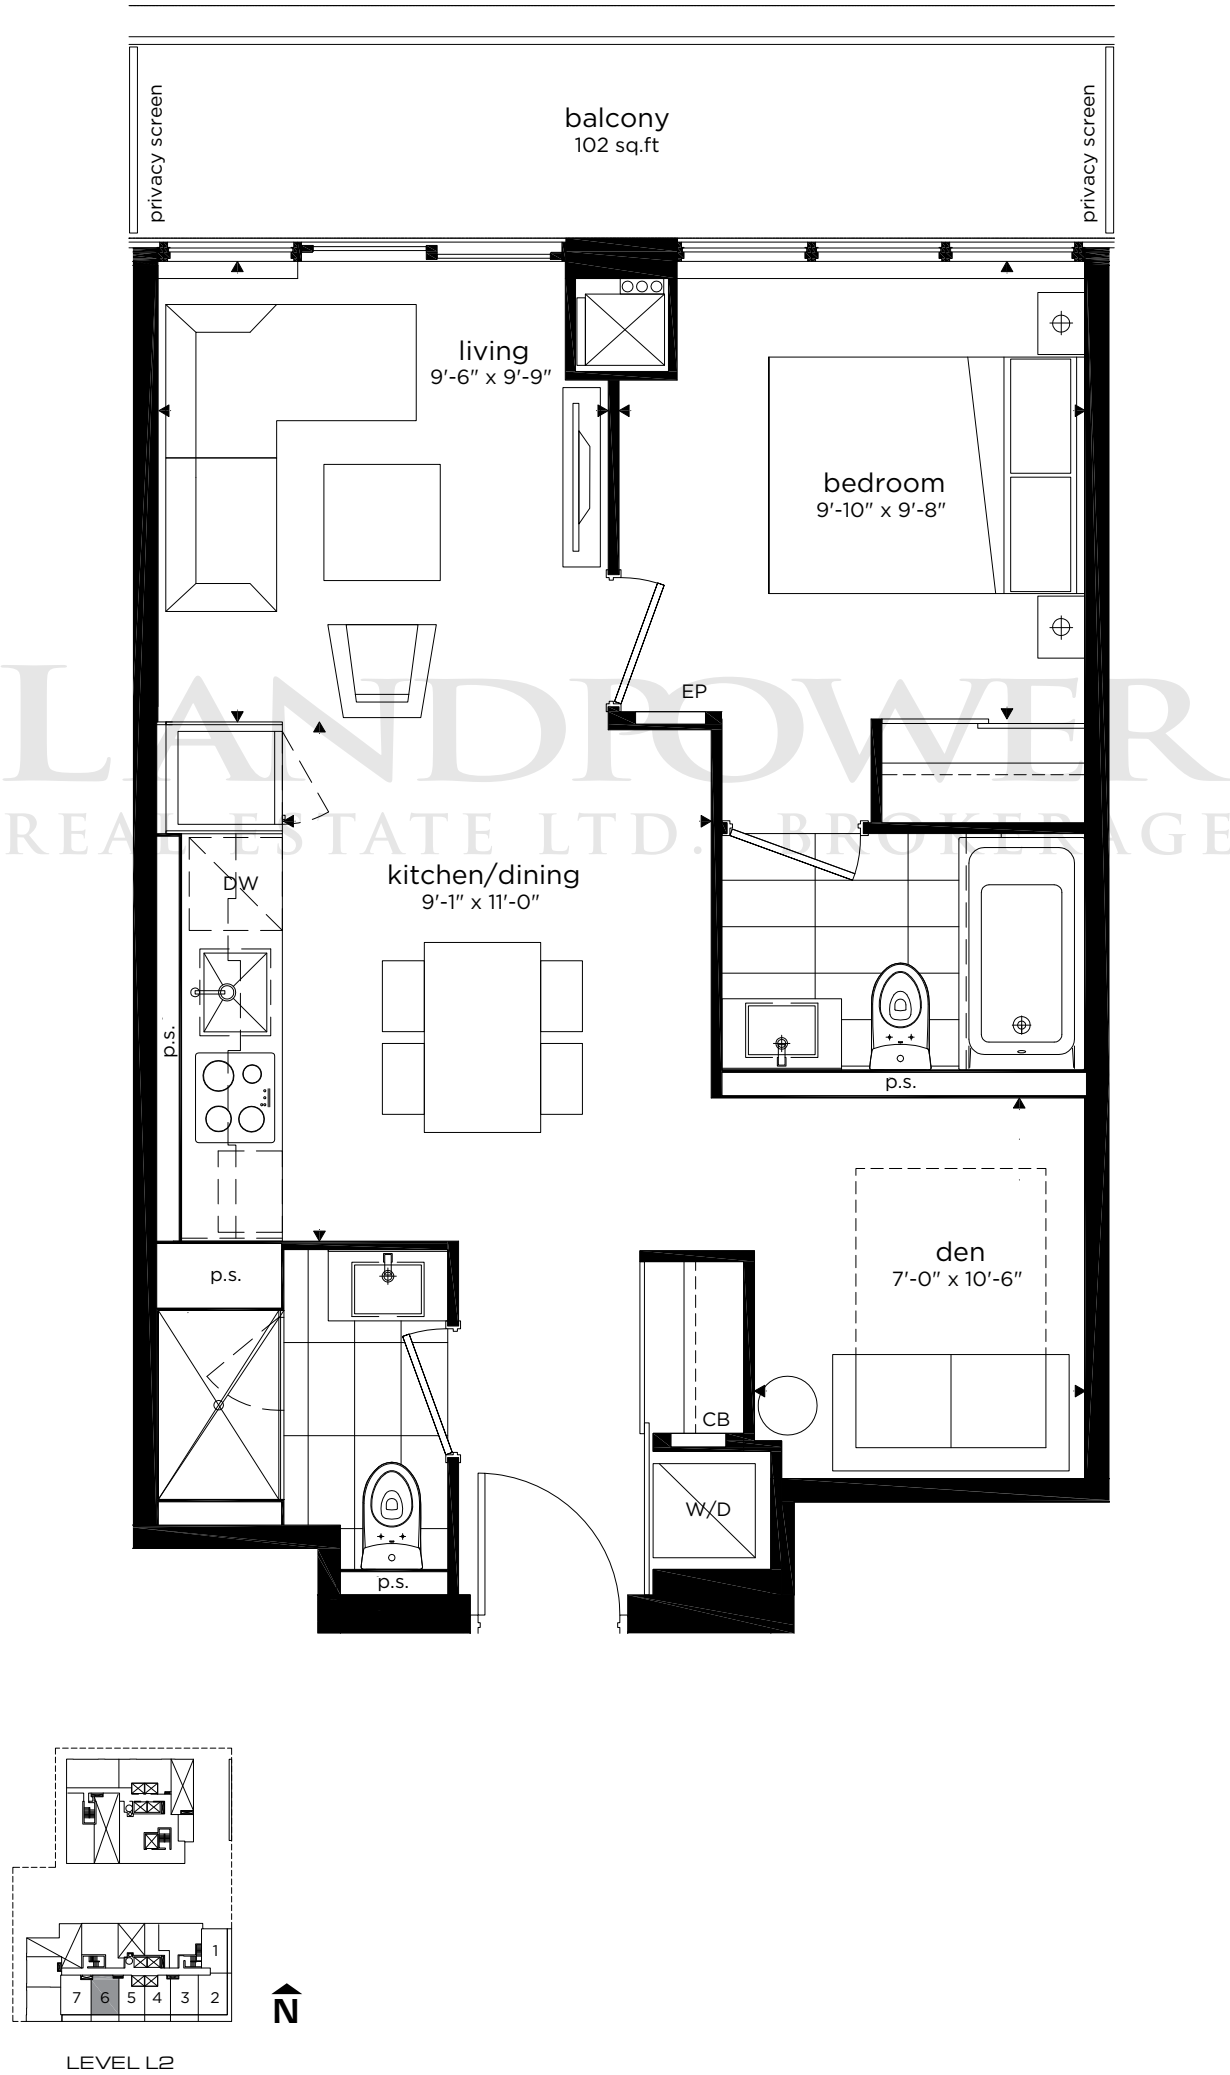 privacy screen
balcony
102 sq.ft
privacy screen
living
9'-6" x 9'-9"
bedroom
9'-10" x 9'-8"
EP
LANDPOWER
REAL ESTATE LTD. BROKERAGE
DW
kitchen/dining
9'-1" x 11'-0"
p.s.
p.s.
p.s.
den
7'-0" x 10'-6"
CB
W/D
p.s.
1
7 6 5 4 3 2
N
LEVEL L2